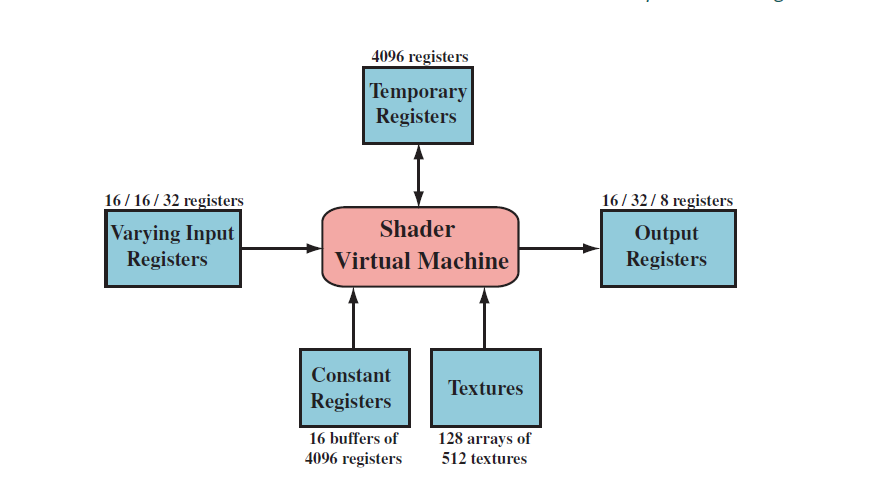 4096 registers
Temporary
Registers
16 / 16 / 32 registers
Varying Input
Registers
Shader
Virtual Machine
16 / 32 / 8 registers
Output
Registers
Constant
Registers
16 buffers of
4096 registers
Textures
128 arrays of
512 textures